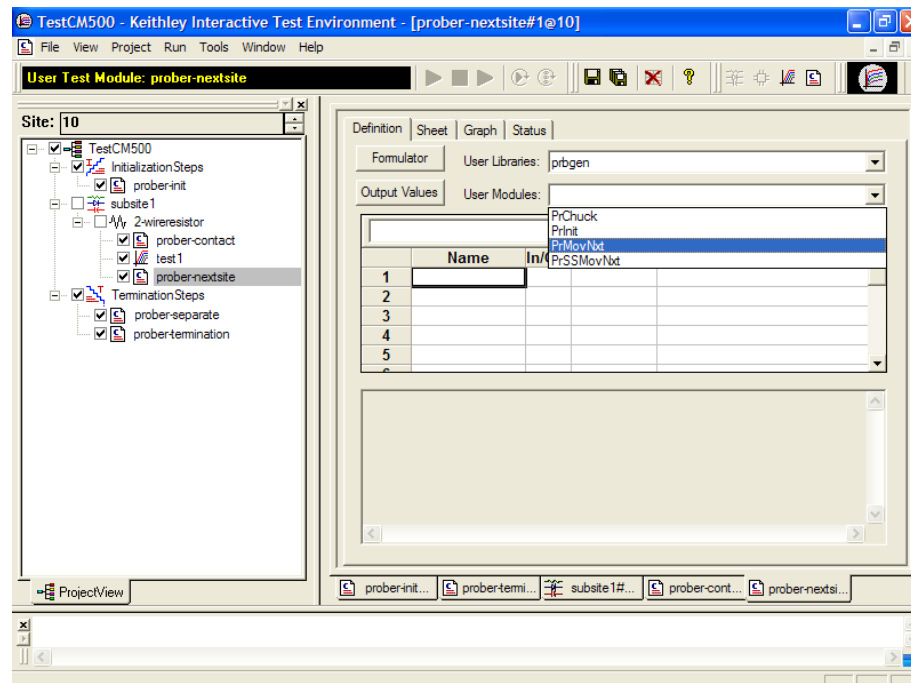 TestCM500 - Keithley Interactive Test Environment - [prober-nextsite#1@10]
File View Project Run Tools Window Help
User Test Module: prober-nextsite
Site: 10
TestCM500
InitializationSteps
prober-init
subsite1
2-wireresistor
prober-contact
test1
prober-nextsite
TerminationSteps
prober-separate
prober-termination
ProjectView
Definition Sheet Graph Status
Formulator User Libraries: prbgen
Output Values User Modules:
PrChuck
PrInit
PrMovNxt
PrSSMovNxt
Name In/
1
2
3
4
5
prober-init... prober-termi... subsite1#... prober-cont... prober-nextsi...